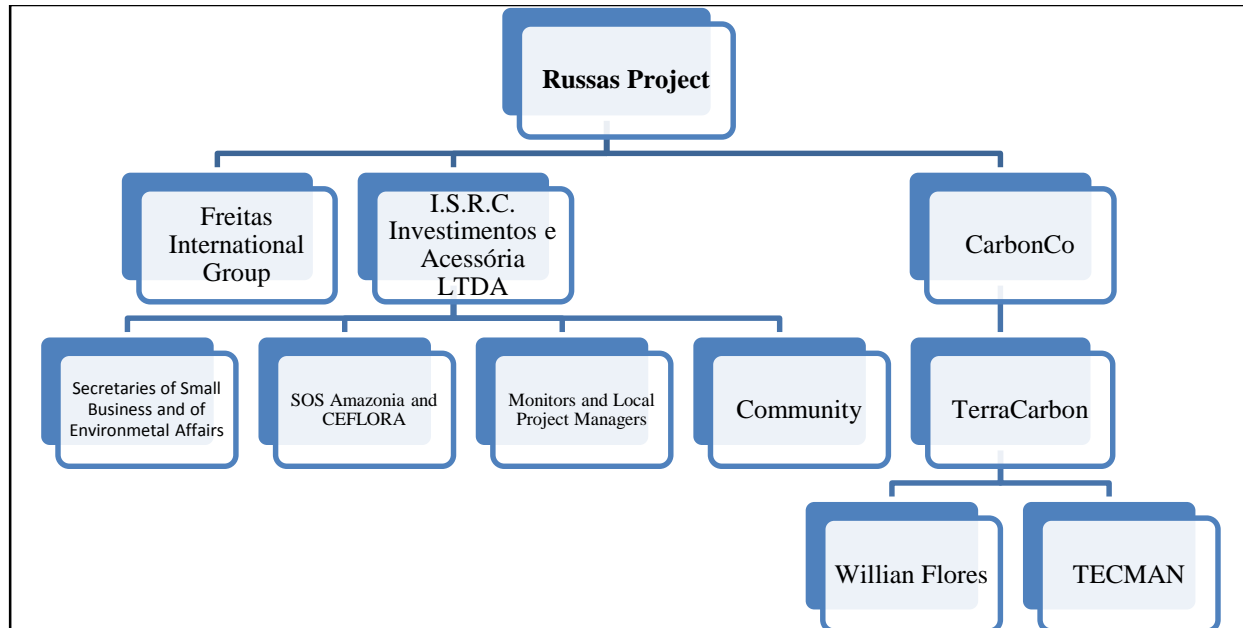 Russas Project
Freitas
International
Group
I.S.R.C.
Investimentos e
Acessória
LTDA
CarbonCo
Secretaries of Small
Business and of
Environmetal Affairs
SOS Amazonia and
CEFLORA
Monitors and Local
Project Managers
Community
TerraCarbon
Willian Flores
TECMAN